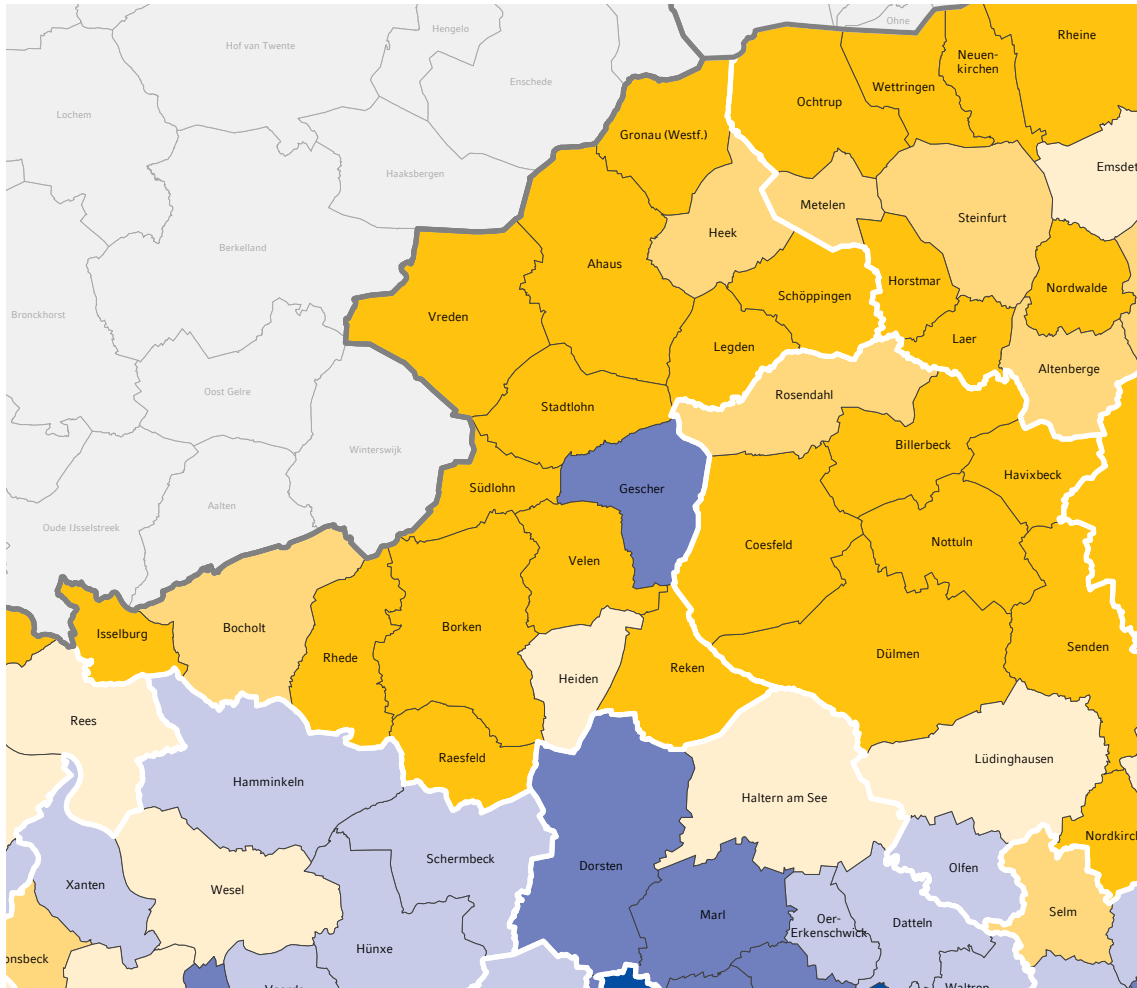 Ohne
Hengelo
Hof van Twente
Rheine
Neuen-
kirchen
Enschede
Wettringen
Ochtrup
Lochem
Gronau (Westf.)
Haaksbergen
Emsdet
Metelen
Steinfurt
Heek
Berkelland
Ahaus
Horstmar
Nordwalde
Schöppingen
Bronckhorst
Vreden
Laer
Legden
Altenberge
Oost Gelre
Rosendahl
Stadtlohn
Billerbeck
Winterswijk
Havixbeck
Südlohn
Gescher
Aalten
Oude IJsselstreek
Coesfeld
Nottuln
Velen
Isselburg
Bocholt
Borken
Senden
Rhede
Dülmen
Reken
Heiden
Rees
Raesfeld
Lüdinghausen
Hamminkeln
Haltern am See
Nordkirch
Schermbeck
Dorsten
Olfen
Xanten
Wesel
Selm
Marl
Oer-
Erkenschwick
Datteln
Hünxe
onsbeck
Voerde
Waltrop